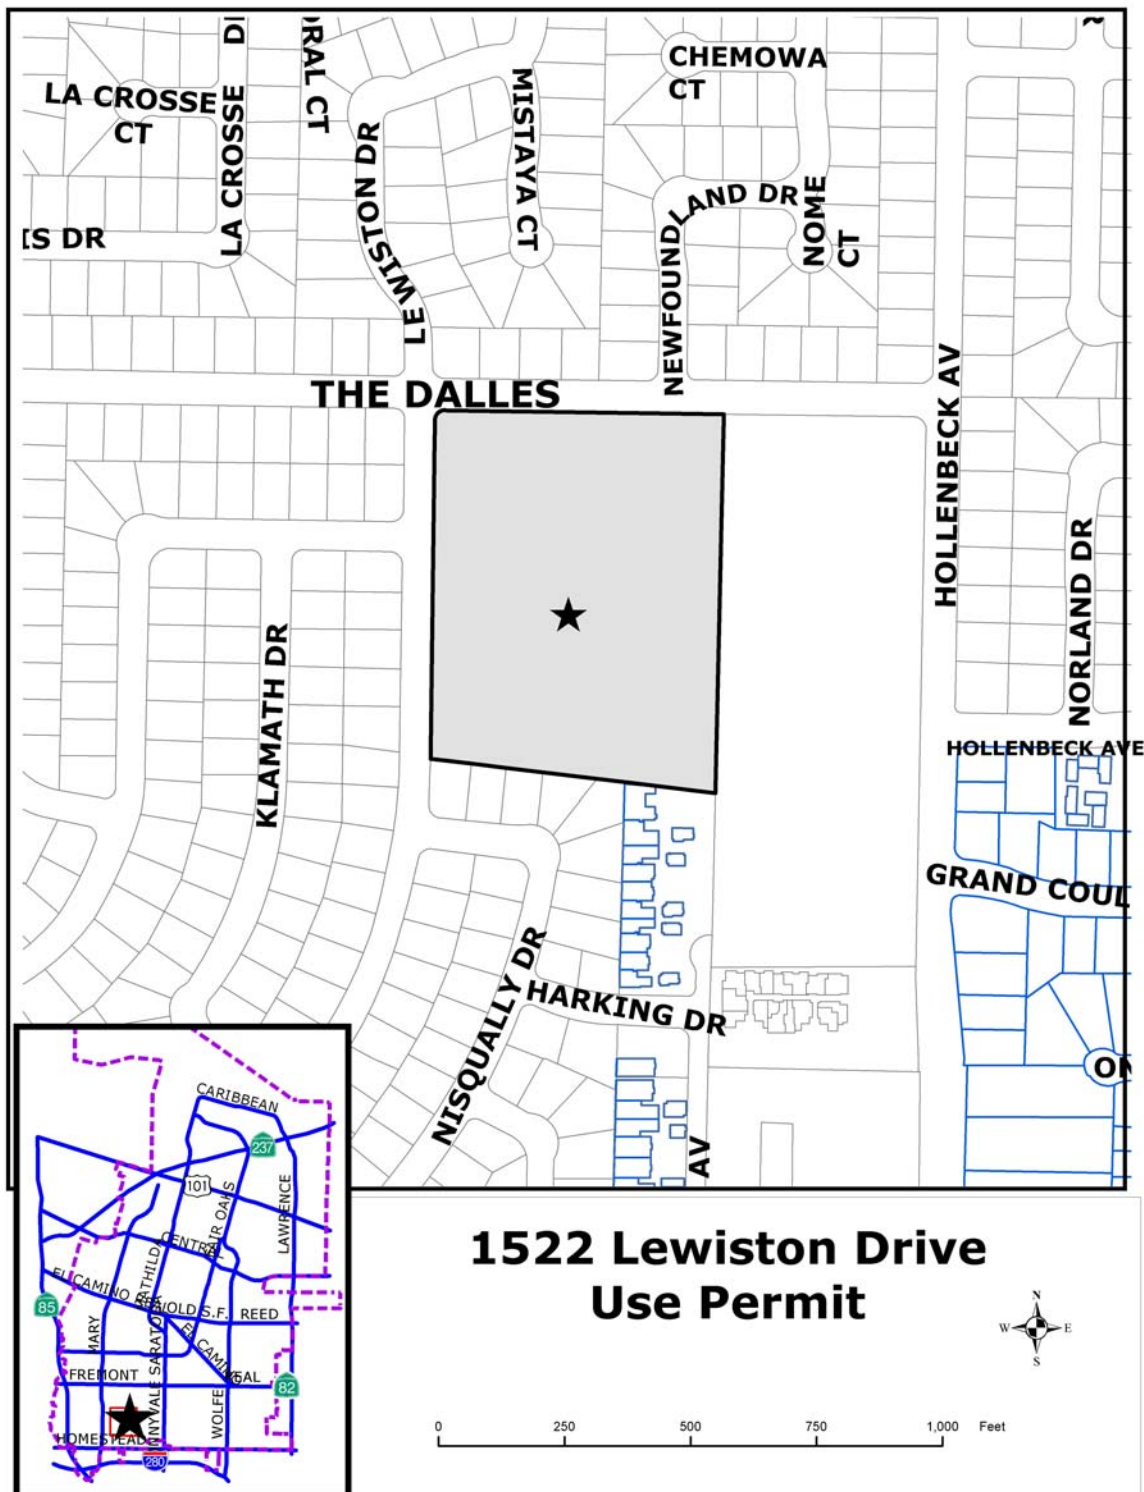 LA CROSSE
CT
LA CROSSE D
RAL CT
LEWISTON DR
MISTAYA CT
CHEMOWA
CT
NEWFOUNDLAND DR
NOME
CT
IS DR
THE DALLES
HOLLENBECK AV
NORLAND DR
KLAMATH DR
HOLLENBECK AVE
GRAND COUL
NISQUALLY DR
HARKING DR
AV
ON
CARIBBEAN
237
101
FAIR OAKS
LAWRENCE
CENTRAL
MATHILDA
EL CAMINO REAL
OLD S.F.
REED
85
MARY
SUNNYVALE SARATOGA
EL CAMINO REAL
FREMONT
82
WOLFE
HOMESTEAD
280
1522 Lewiston Drive
Use Permit
N
W E
S
0 250 500 750 1,000 Feet